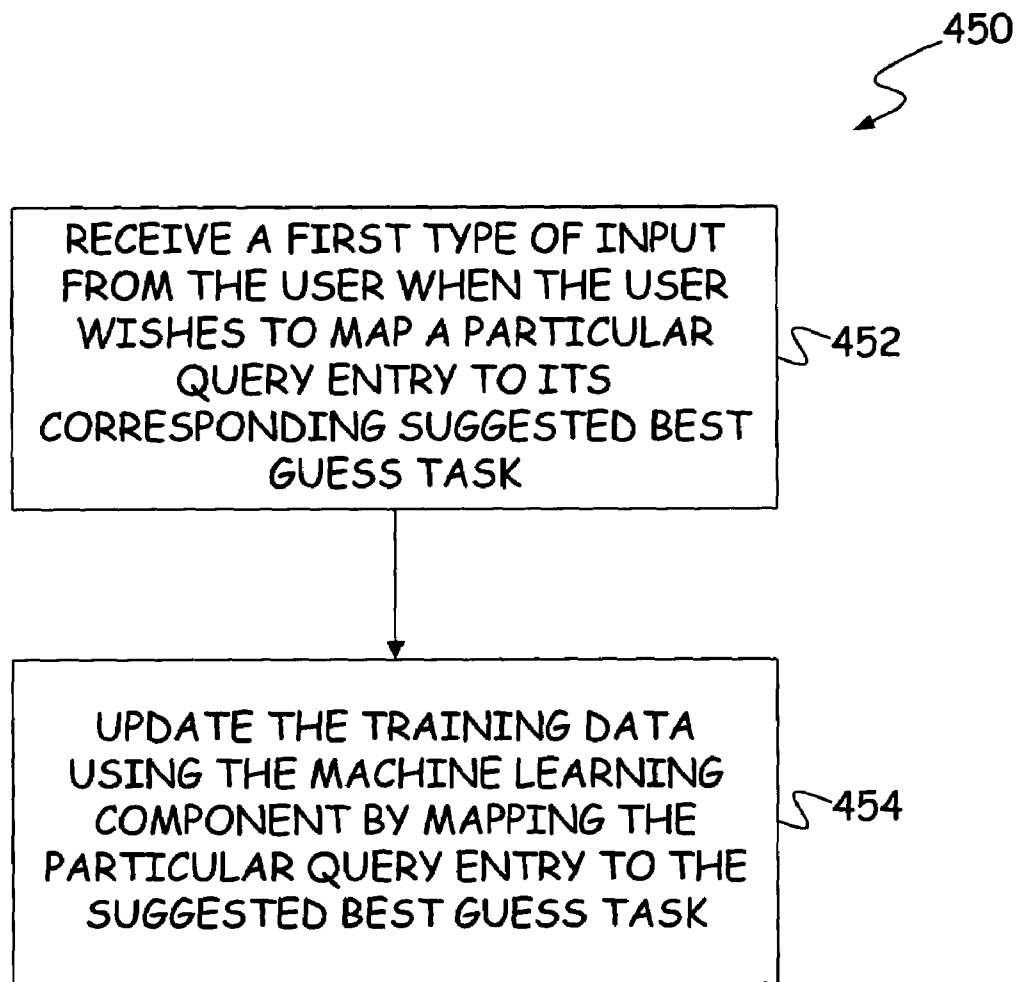 450
RECEIVE A FIRST TYPE OF INPUT
FROM THE USER WHEN THE USER
WISHES TO MAP A PARTICULAR
QUERY ENTRY TO ITS
CORRESPONDING SUGGESTED BEST
GUESS TASK
452
UPDATE THE TRAINING DATA
USING THE MACHINE LEARNING
COMPONENT BY MAPPING THE
PARTICULAR QUERY ENTRY TO THE
SUGGESTED BEST GUESS TASK
454